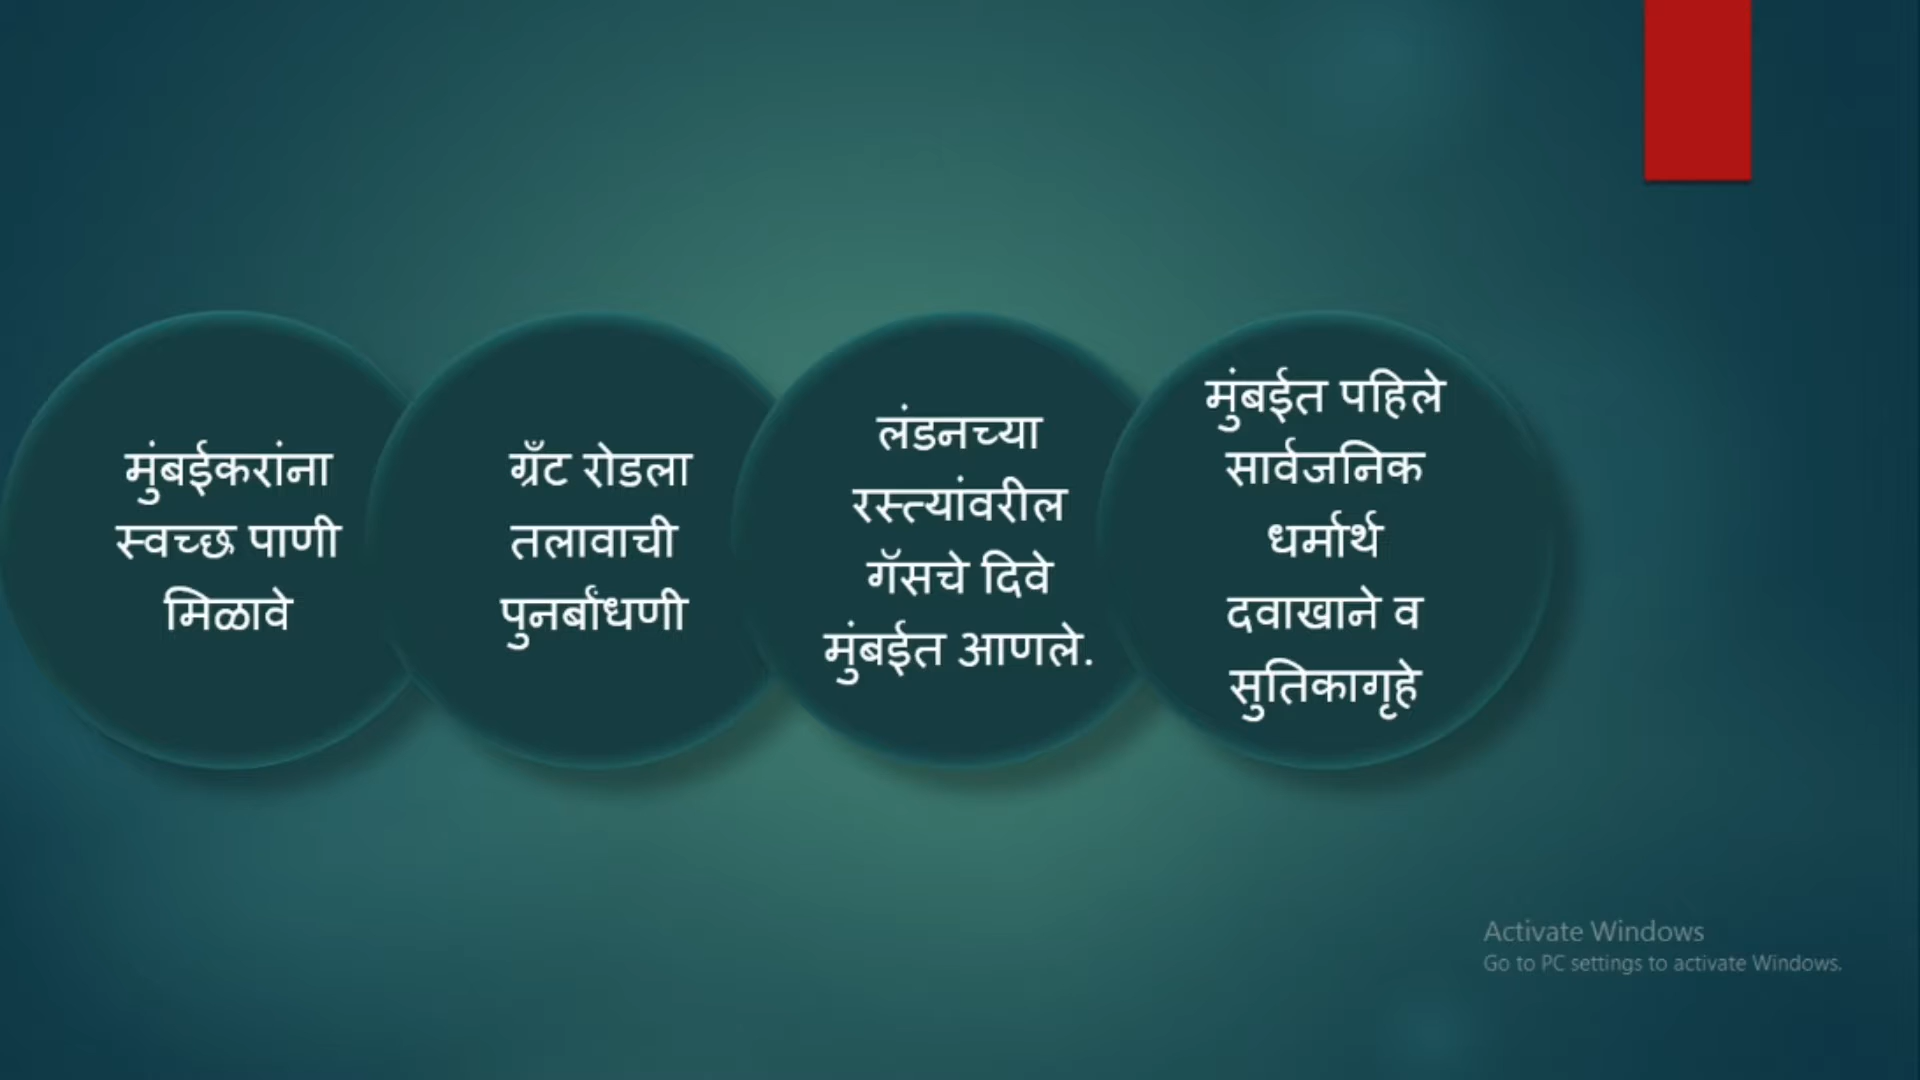 मुंबईकरांना
स्वच्छ पाणी
मिळावे
ग्रँट रोडला
तलावाची
पुनर्बांधणी
लंडनच्या
रस्त्यांवरील
गॅसचे दिवे
मुंबईत आणले.
मुंबईत पहिले
सार्वजनिक
धर्मार्थ
दवाखाने व
सुतिकागृहे
Activate Windows
Go to PC settings to activate Windows.